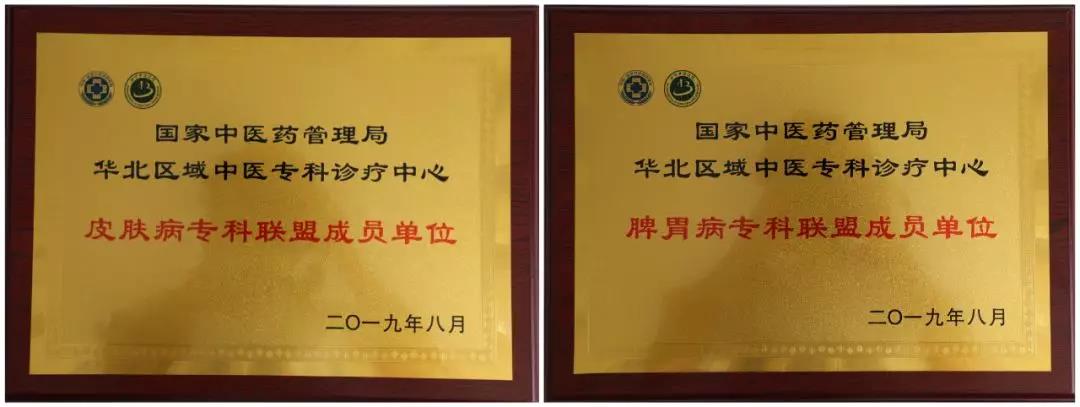 国家中医药管理局
华北区域中医专科诊疗中心
皮肤病专科联盟成员单位
二〇一九年八月
国家中医药管理局
华北区域中医专科诊疗中心
脾胃病专科联盟成员单位
二〇一九年八月